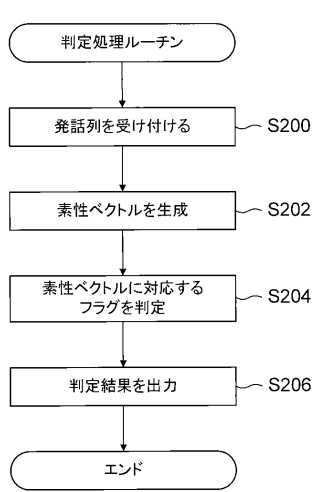 判定処理ルーチン
発話列を受け付ける
S200
素性ベクトルを生成
S202
素性ベクトルに対応する
フラグを判定
S204
判定結果を出力
S206
エンド